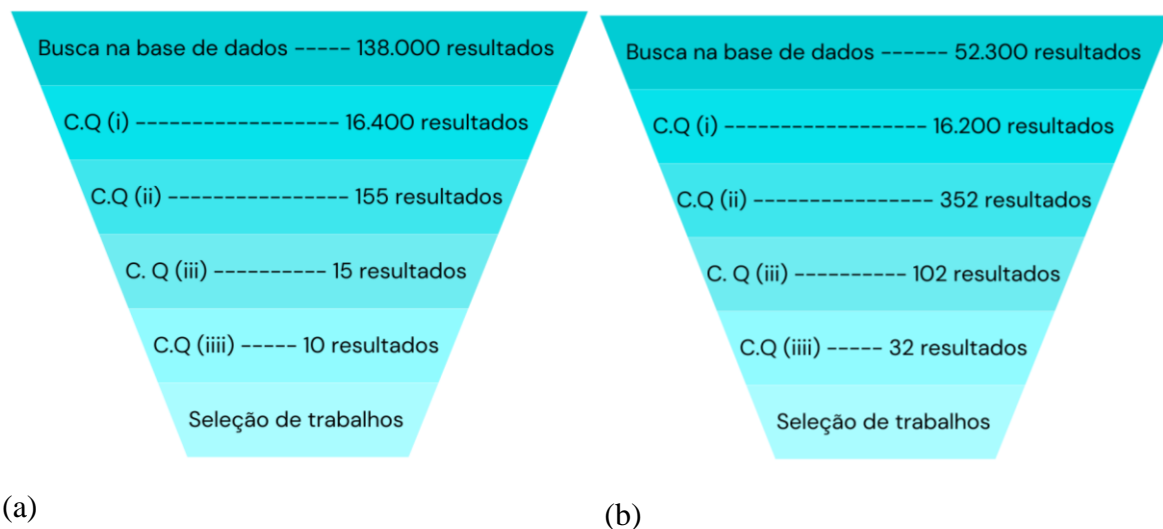 Busca na base de dados ----- 138.000 resultados
C.Q (i) ------------------ 16.400 resultados
C.Q (ii) ---------------- 155 resultados
C. Q (iii) ---------- 15 resultados
C.Q (iiii) ----- 10 resultados
Seleção de trabalhos
(a)
Busca na base de dados ------ 52.300 resultados
C.Q (i) ------------------ 16.200 resultados
C.Q (ii) ---------------- 352 resultados
C. Q (iii) ---------- 102 resultados
C.Q (iiii) ----- 32 resultados
Seleção de trabalhos
(b)